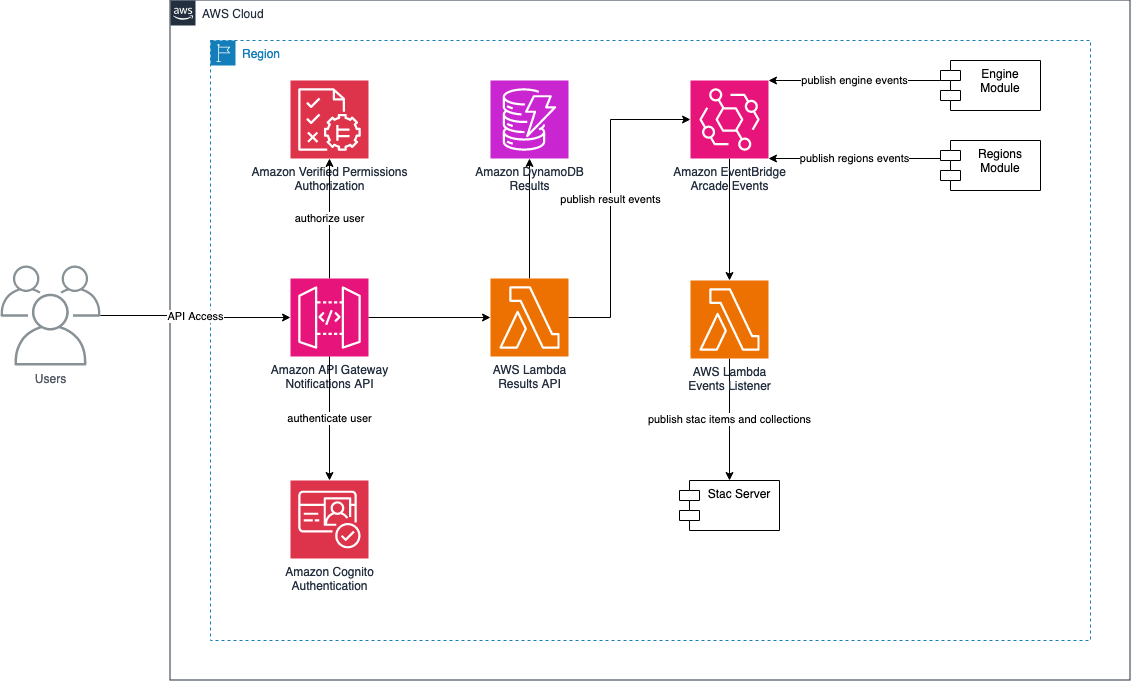 aws
AWS Cloud
Region
publish engine events
Engine
Module
publish regions events
Regions
Module
Amazon Verified Permissions
Authorization
Amazon DynamoDB
Results
Amazon EventBridge
Arcade Events
publish result events
authorize user
API Access
Users
Amazon API Gateway
Notifications API
AWS Lambda
Results API
AWS Lambda
Events Listener
authenticate user
publish stac items and collections
Stac Server
Amazon Cognito
Authentication